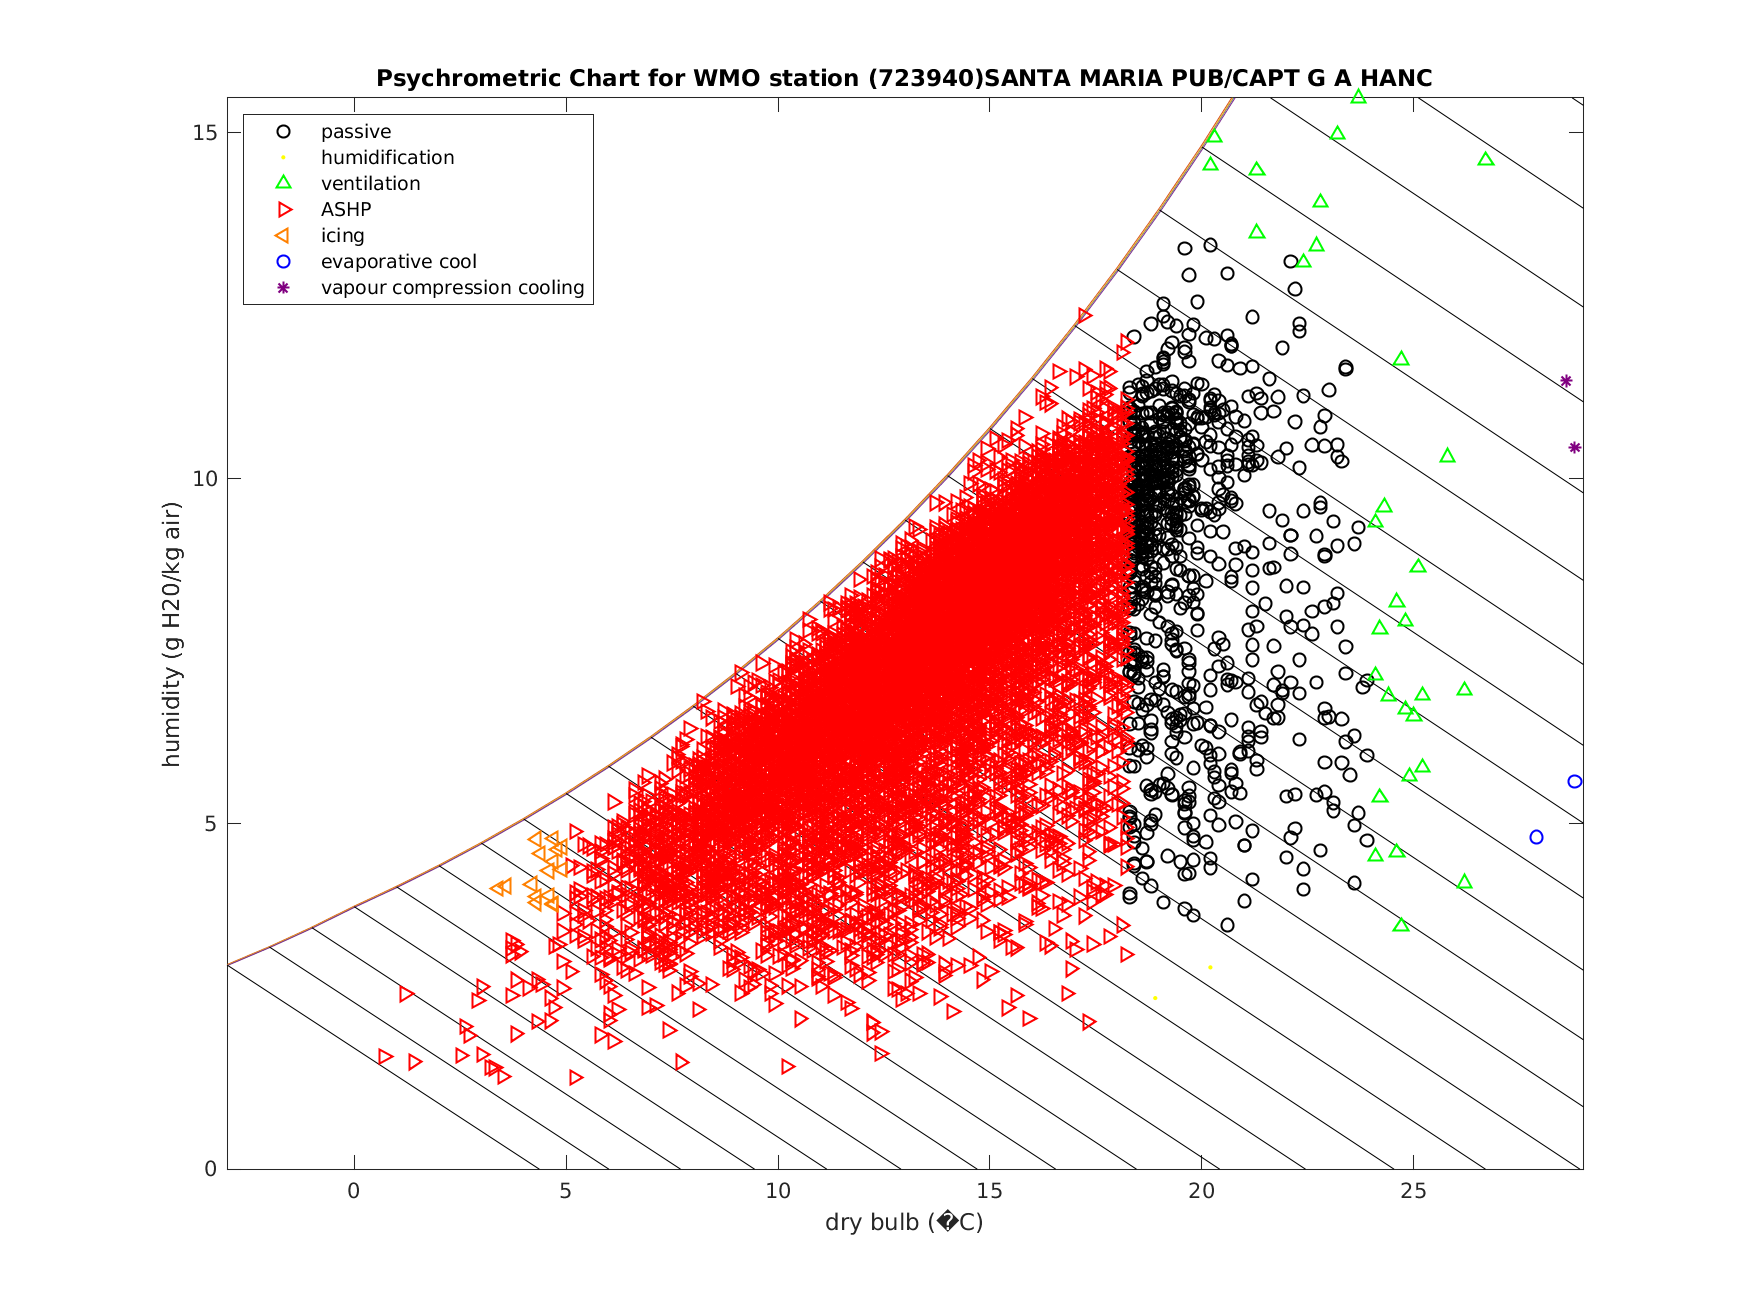 Psychrometric Chart for WMO station (723940)SANTA MARIA PUB/CAPT G A HANC
passive
humidification
ventilation
ASHP
icing
evaporative cool
vapour compression cooling
humidity (g H20/kg air)
15
10
5
0
0 5 10 15 20 25
dry bulb (�C)